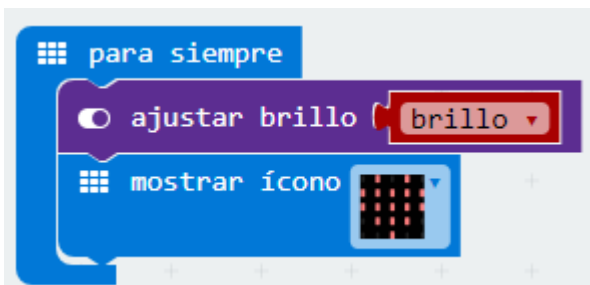 para siempre
ajustar brillo brillo
mostrar ícono